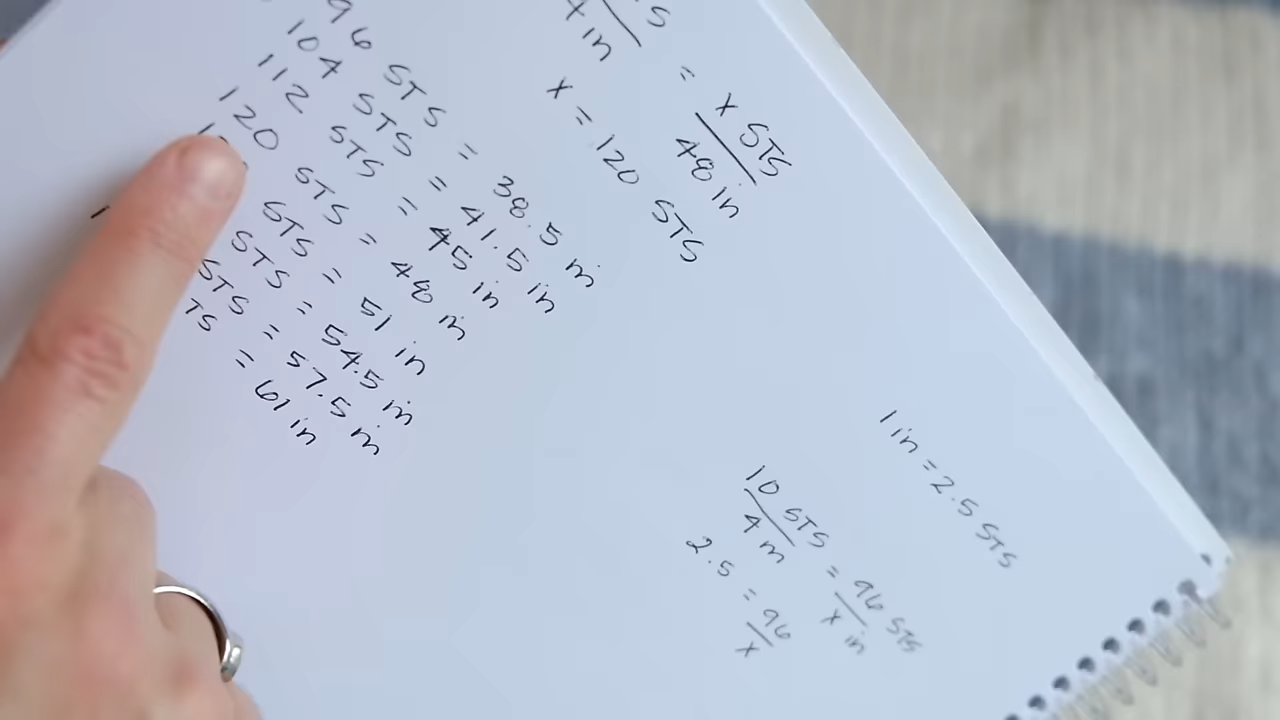 96 STS = 38.5 in
104 STS = 41.5 in
112 STS = 45 in
120 STS = 48 in
STS = 51 in
STS = 54.5 in
STS = 57.5 in
TS = 61 in
.5
4 in
=
x STS
48 in
x = 120 STS
1 in = 2.5 STS
10 STS
4 in
=
96 STS
x in
2.5 = 96
x